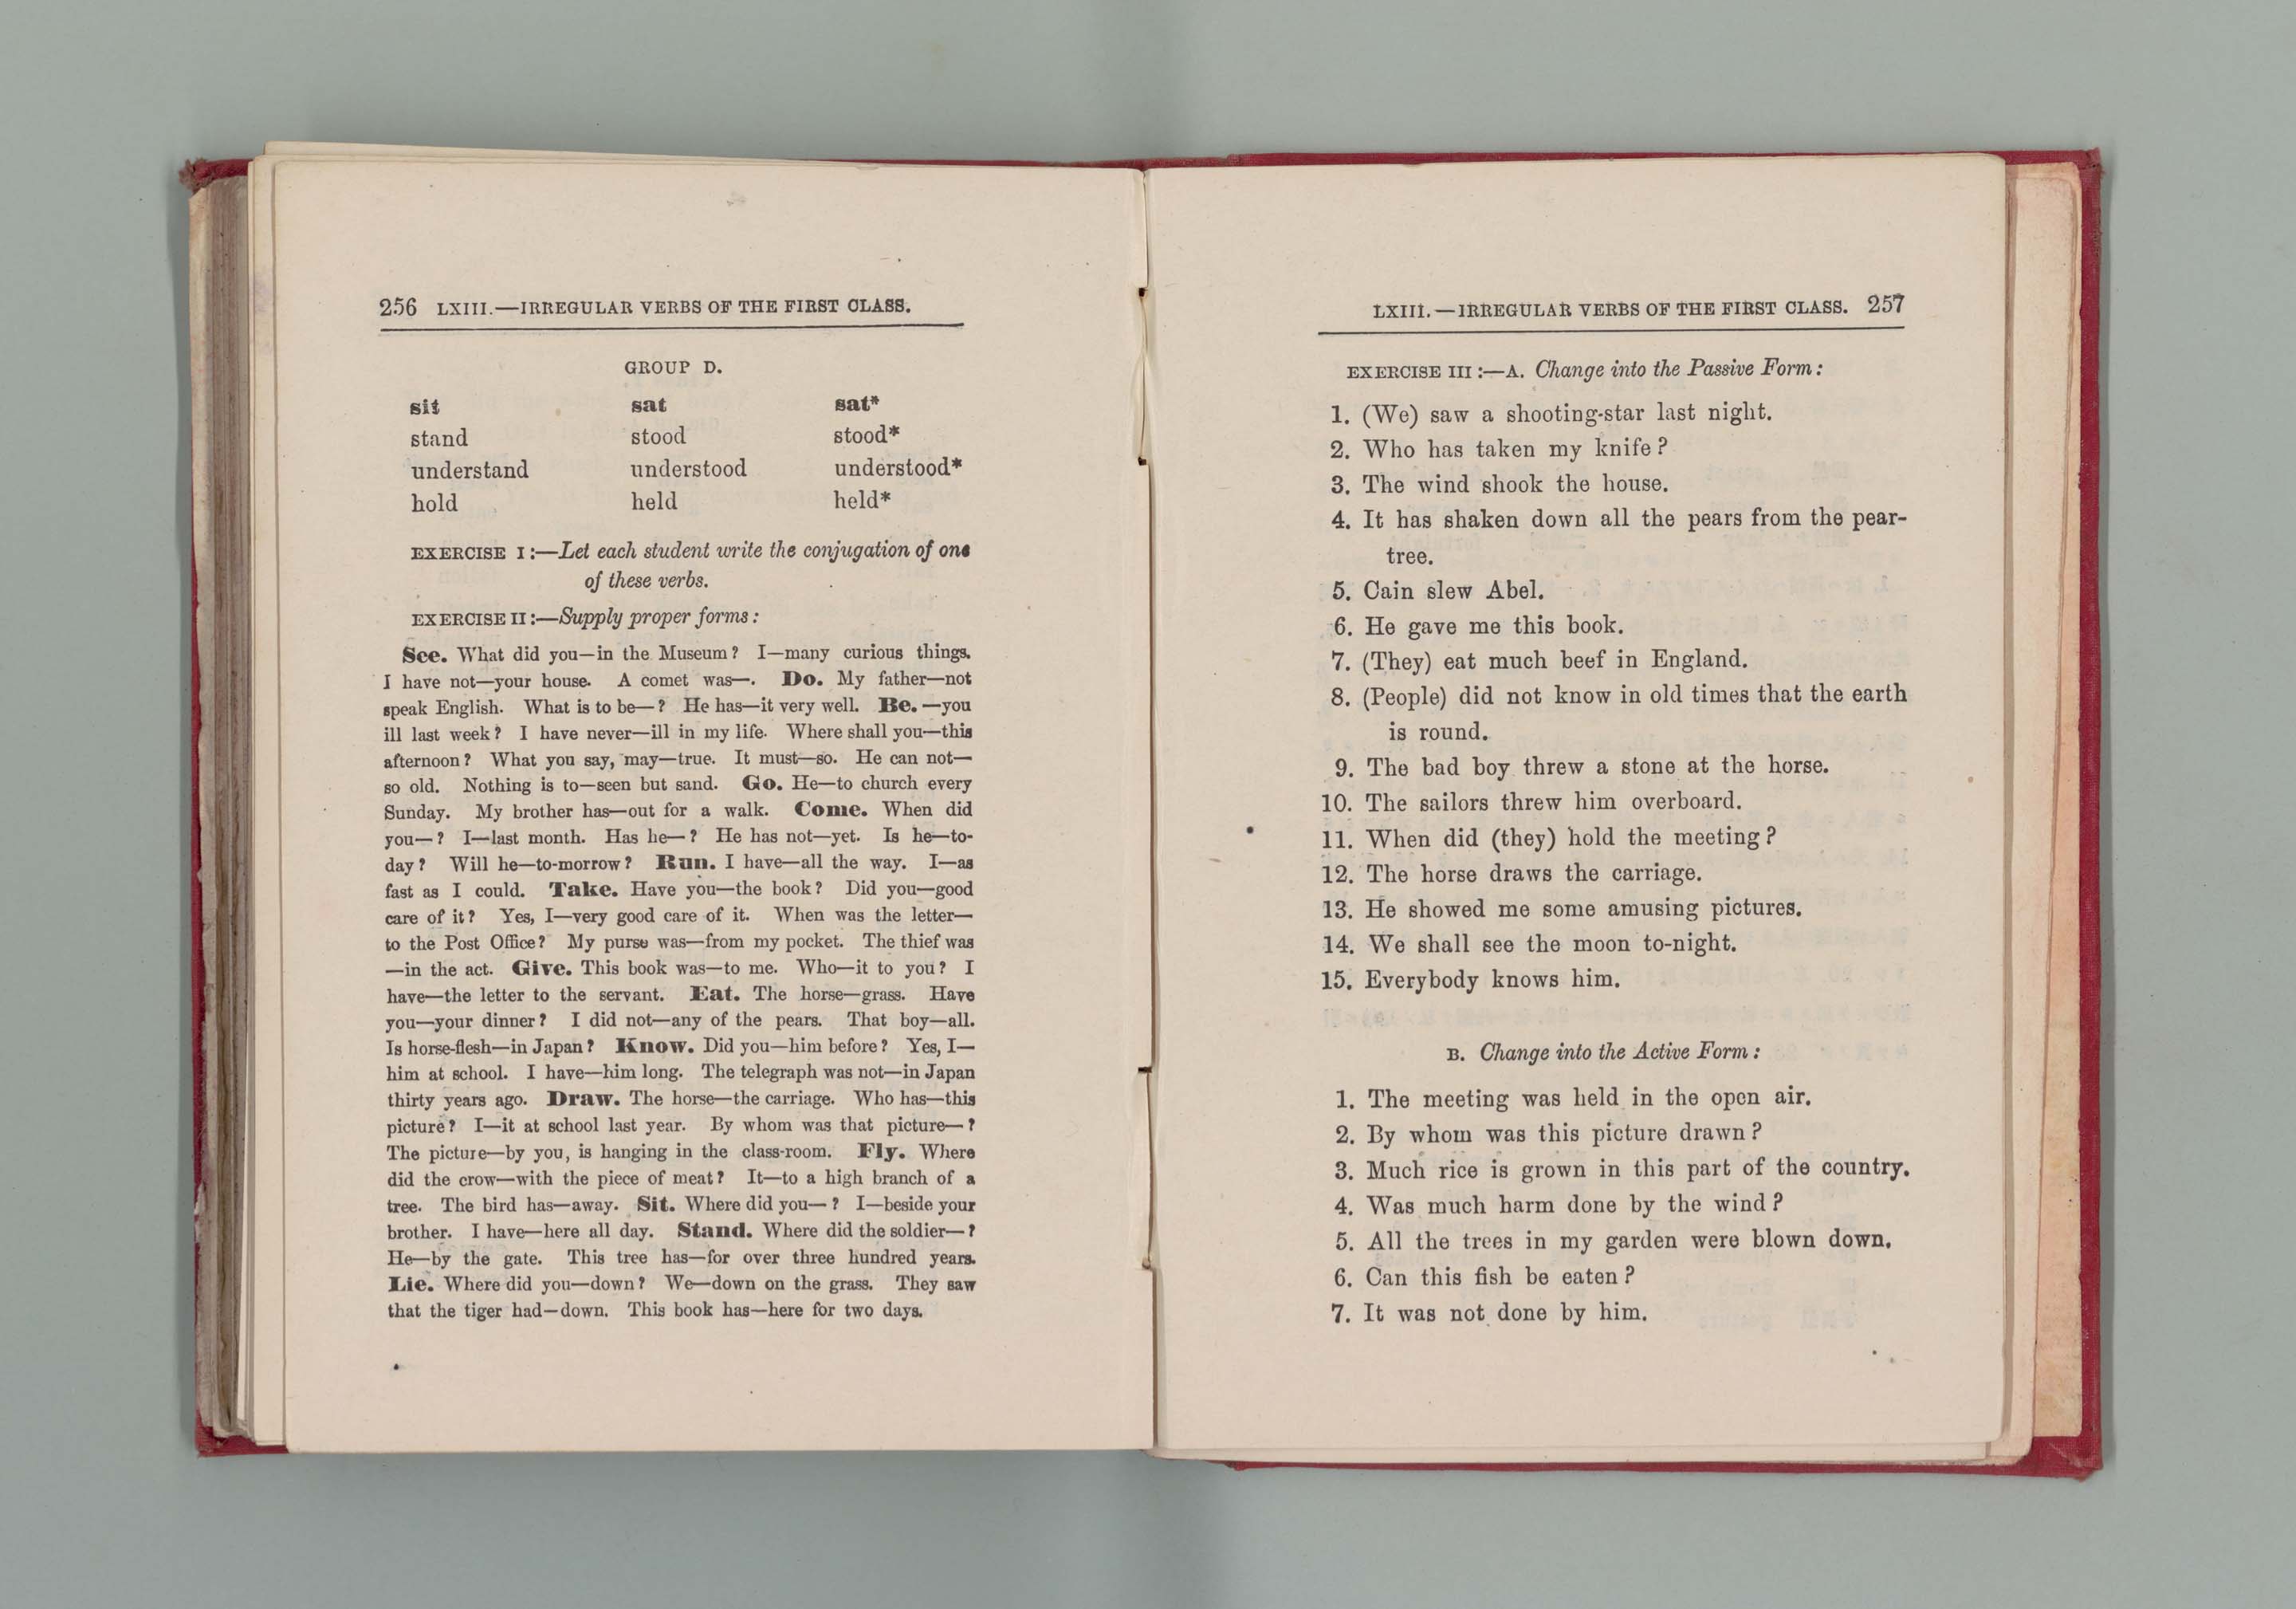 256 LXIII.—IRREGULAR VERBS OF THE FIRST CLASS.
GROUP D.
sit sat sat*
stand stood stood*
understand understood understood*
hold held held*
EXERCISE I:—Let each student write the conjugation of one
of these verbs.
EXERCISE II:—Supply proper forms:
See. What did you—in the Museum? I—many curious things.
I have not—your house. A comet was—. Do. My father—not
speak English. What is to be—? He has—it very well. Be. —you
ill last week? I have never—ill in my life. Where shall you—this
afternoon? What you say, may—true. It must—so. He can not—
so old. Nothing is to—seen but sand. Go. He—to church every
Sunday. My brother has—out for a walk. Come. When did
you—? I—last month. Has he—? He has not—yet. Is he—to-
day? Will he—to-morrow? Run. I have—all the way. I—as
fast as I could. Take. Have you—the book? Did you—good
care of it? Yes, I—very good care of it. When was the letter—
to the Post Office? My purse was—from my pocket. The thief was
—in the act. Give. This book was—to me. Who—it to you? I
have—the letter to the servant. Eat. The horse—grass. Have
you—your dinner? I did not—any of the pears. That boy—all.
Is horse-flesh—in Japan? Know. Did you—him before? Yes, I—
him at school. I have—him long. The telegraph was not—in Japan
thirty years ago. Draw. The horse—the carriage. Who has—this
picture? I—it at school last year. By whom was that picture—?
The picture—by you, is hanging in the class-room. Fly. Where
did the crow—with the piece of meat? It—to a high branch of a
tree. The bird has—away. Sit. Where did you—? I—beside your
brother. I have—here all day. Stand. Where did the soldier—?
He—by the gate. This tree has—for over three hundred years.
Lie. Where did you—down? We—down on the grass. They saw
that the tiger had—down. This book has—here for two days.
LXIII.—IRREGULAR VERBS OF THE FIRST CLASS. 257
EXERCISE III:—A. Change into the Passive Form:
1. (We) saw a shooting-star last night.
2. Who has taken my knife?
3. The wind shook the house.
4. It has shaken down all the pears from the pear-
tree.
5. Cain slew Abel.
6. He gave me this book.
7. (They) eat much beef in England.
8. (People) did not know in old times that the earth
is round.
9. The bad boy threw a stone at the horse.
10. The sailors threw him overboard.
11. When did (they) hold the meeting?
12. The horse draws the carriage.
13. He showed me some amusing pictures.
14. We shall see the moon to-night.
15. Everybody knows him.
B. Change into the Active Form:
1. The meeting was held in the open air.
2. By whom was this picture drawn?
3. Much rice is grown in this part of the country.
4. Was much harm done by the wind?
5. All the trees in my garden were blown down.
6. Can this fish be eaten?
7. It was not done by him.